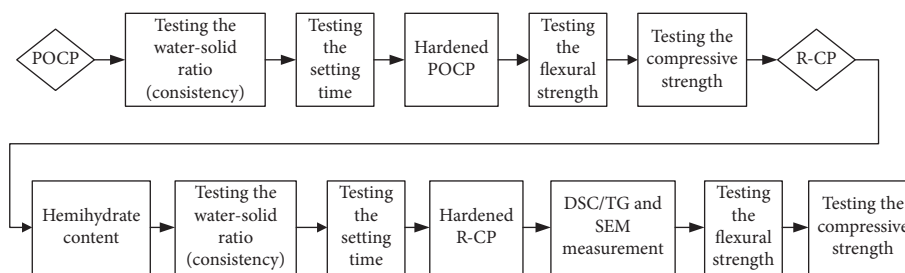 POCP
Testing the
water-solid
ratio
(consistency)
Testing
the
setting
time
Hardened
POCP
Testing
the
flexural
strength
Testing the
compressive
strength
R-CP
Hemihydrate
content
Testing the
water-solid
ratio
(consistency)
Testing
the
setting
time
Hardened
R-CP
DSC/TG and
SEM
measurement
Testing
the
flexural
strength
Testing the
compressive
strength